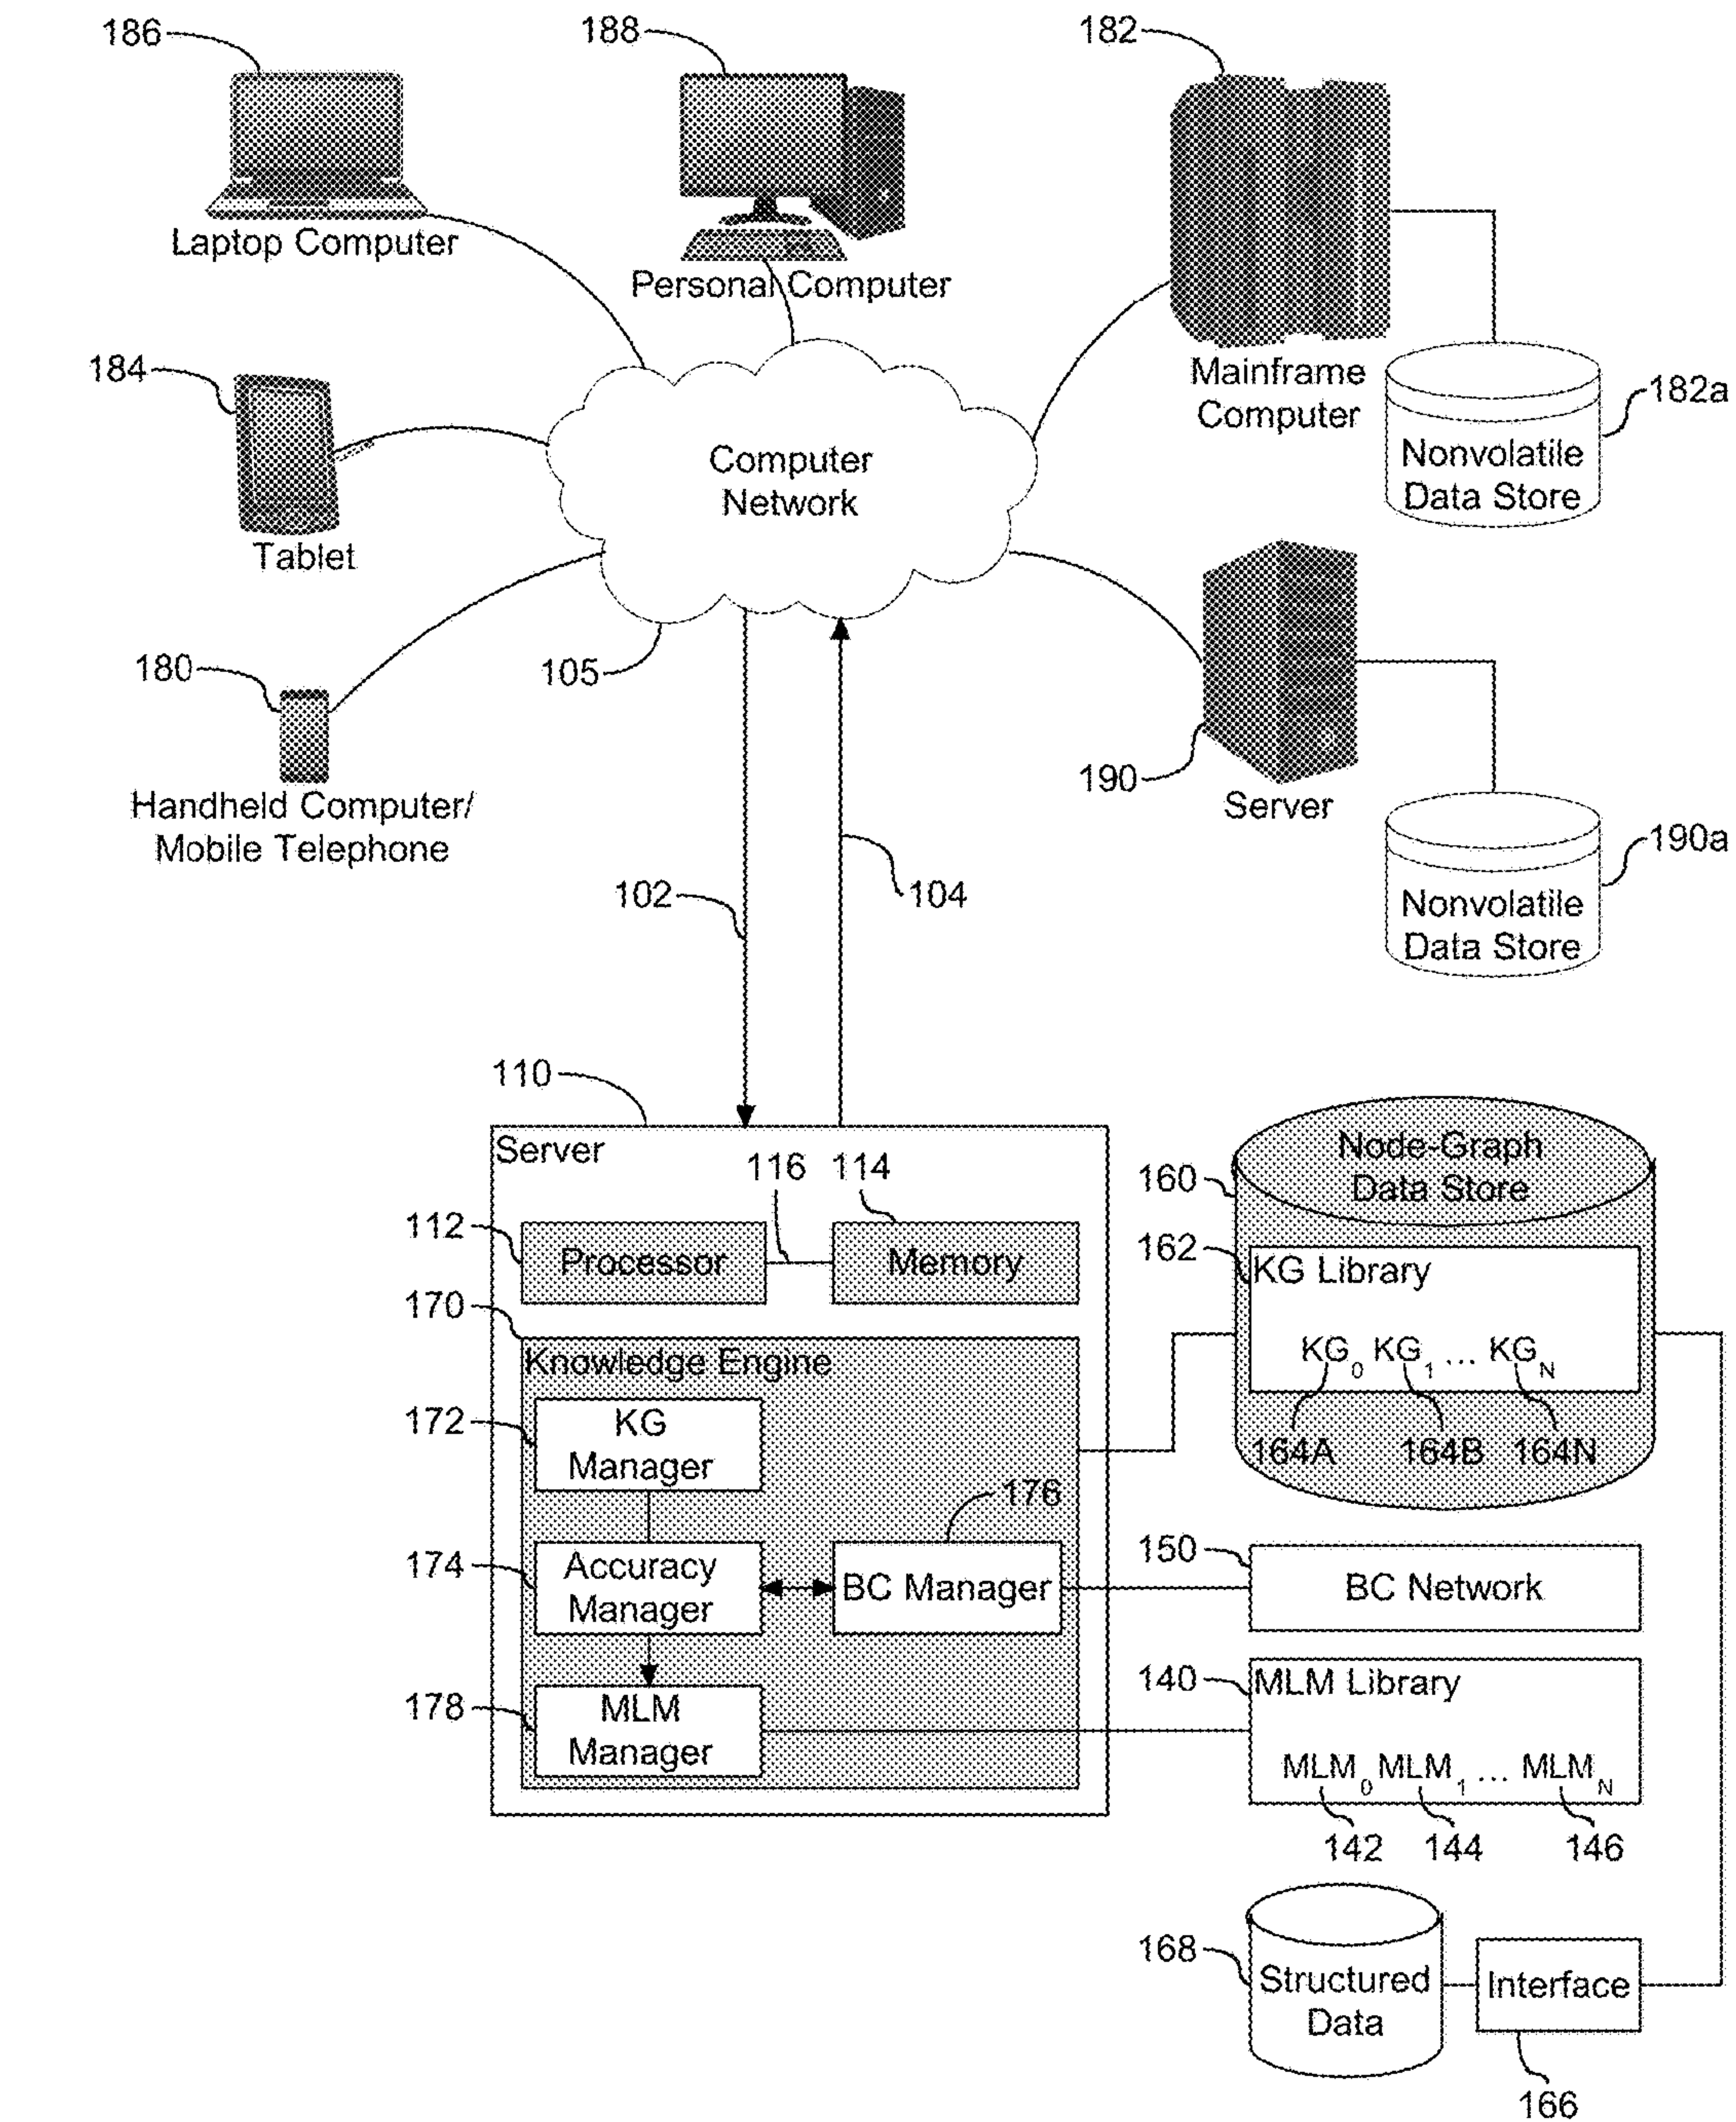 186
188
182
Laptop Computer
Personal Computer
Mainframe
Computer
182a
Nonvolatile
Data Store
184
Tablet
Computer
Network
105
180
Handheld Computer/
Mobile Telephone
190
Server
190a
Nonvolatile
Data Store
102
104
110
Server
116
114
112
Processor
Memory
170
Knowledge Engine
172
KG
Manager
176
174
Accuracy
Manager
BC Manager
178
MLM
Manager
Node-Graph
Data Store
160
162
KG Library
KG0 KG1 ... KGN
164A
164B
164N
150
BC Network
140
MLM Library
MLM0 MLM1 ... MLMN
142
144
146
168
Structured
Data
Interface
166